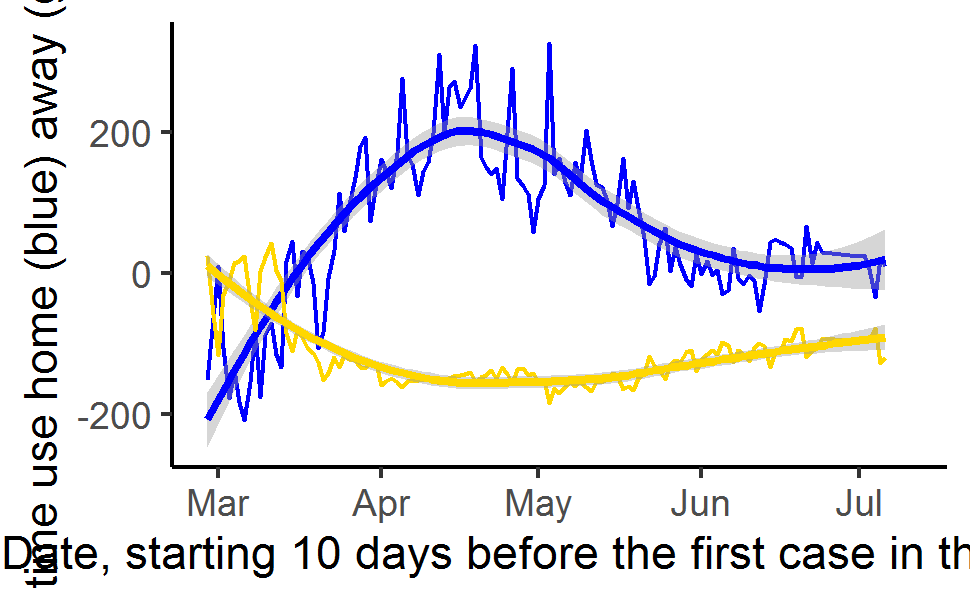 time use home (blue) away (
200
0
-200
Mar Apr May Jun Jul
Date, starting 10 days before the first case in th